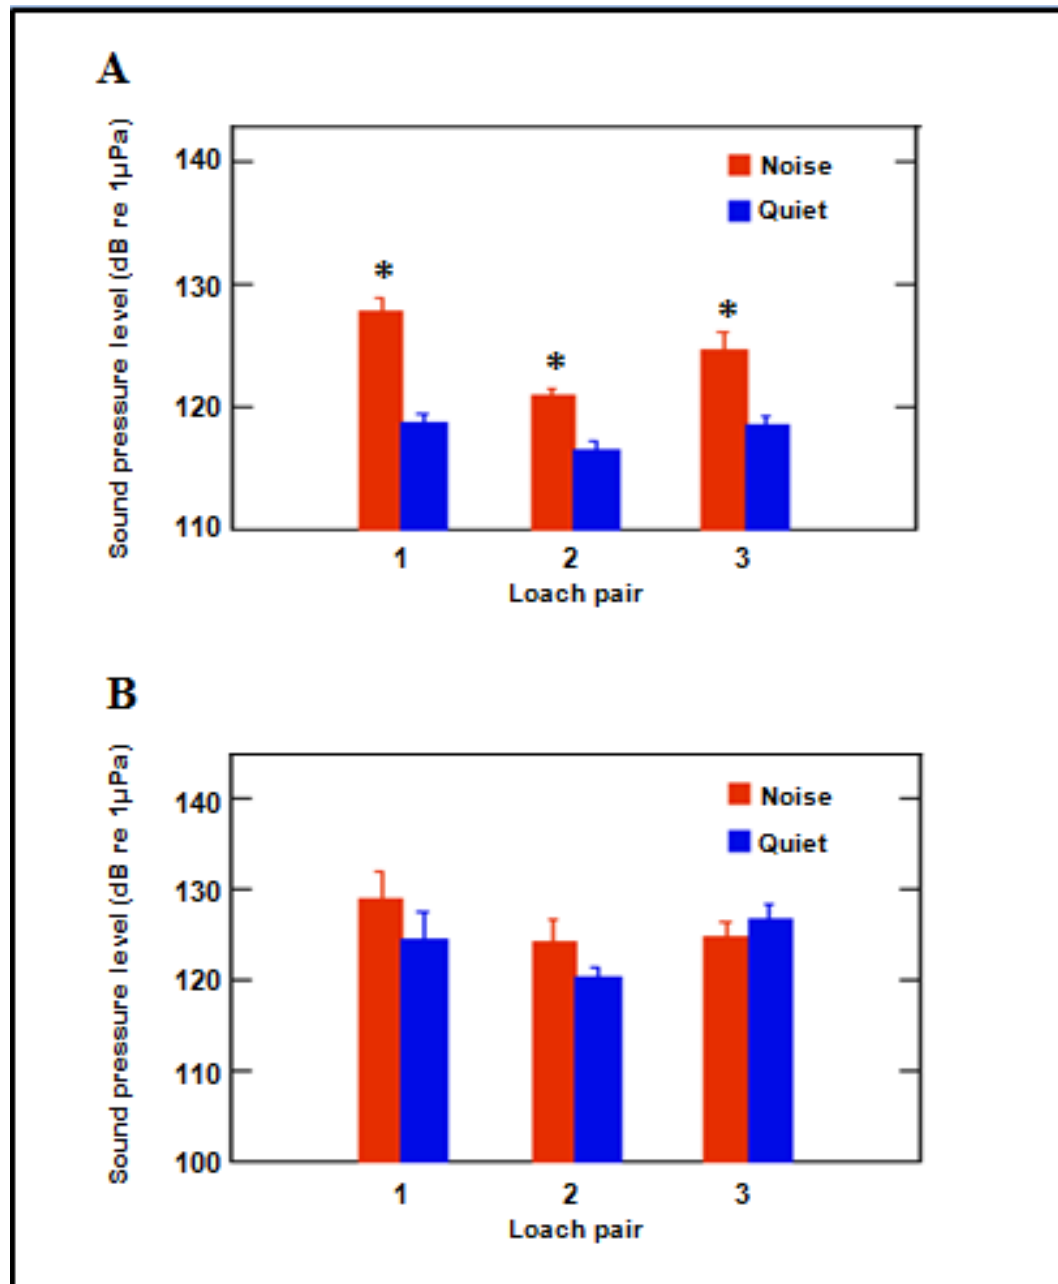 A
Sound pressure level (dB re 1µPa)
140
130
120
110
Noise
Quiet
*
*
*
1 2 3
Loach pair
B
Sound pressure level (dB re 1µPa)
140
130
120
110
100
Noise
Quiet
1 2 3
Loach pair